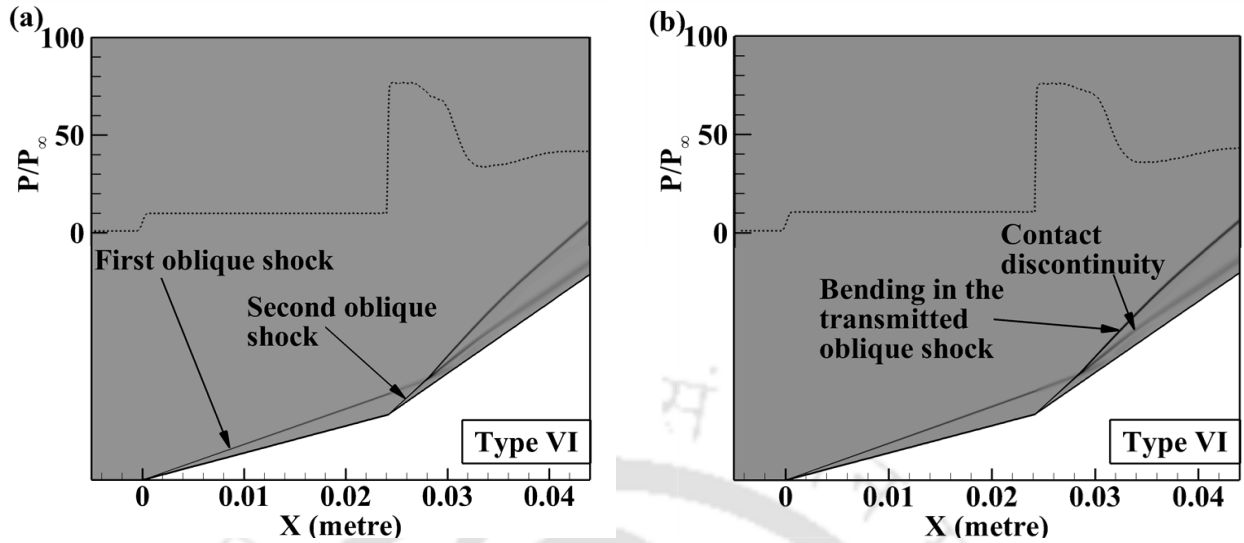 (a)
100
50
0
P/P∞
First oblique shock
Second oblique
shock
Type VI
0
0.01
0.02
0.03
0.04
X (metre)
(b)
100
50
0
P/P∞
Contact
discontinuity
Bending in the
transmitted
oblique shock
Type VI
0
0.01
0.02
0.03
0.04
X (metre)